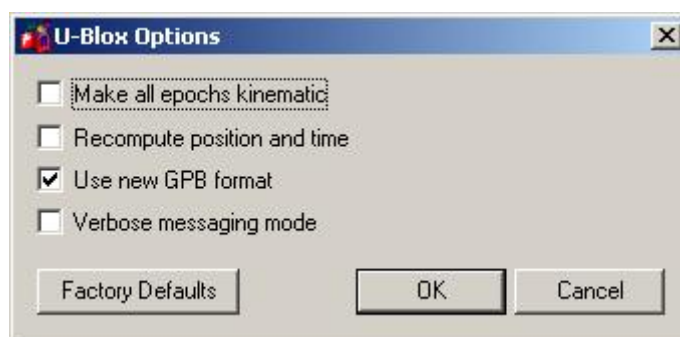 U-Blox Options
Make all epochs kinematic
Recompute position and time
Use new GPB format
Verbose messaging mode
Factory Defaults OK Cancel